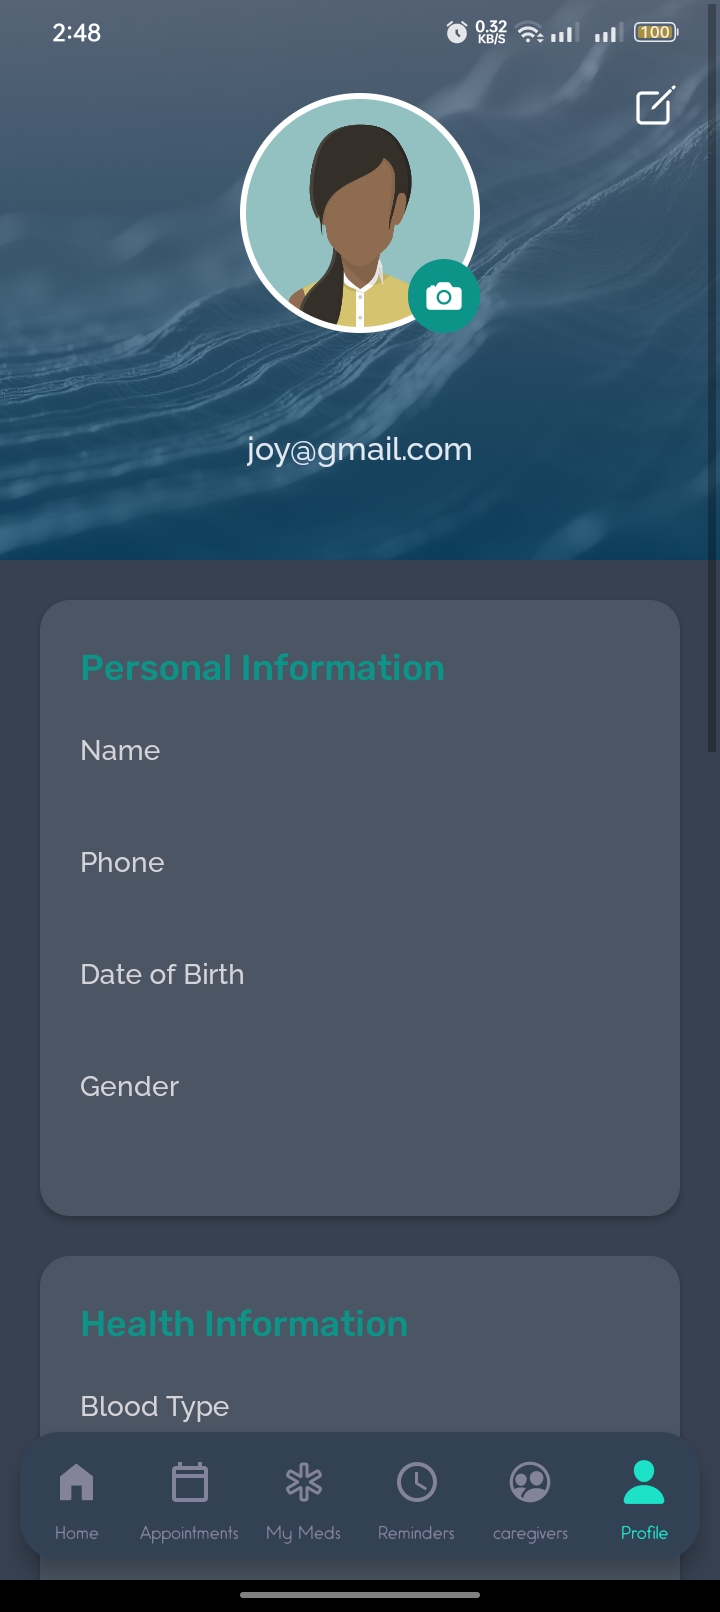 2:48
0.32
KB/S
100
joy@gmail.com
Personal Information
Name
Phone
Date of Birth
Gender
Health Information
Blood Type
Home Appointments My Meds Reminders caregivers Profile